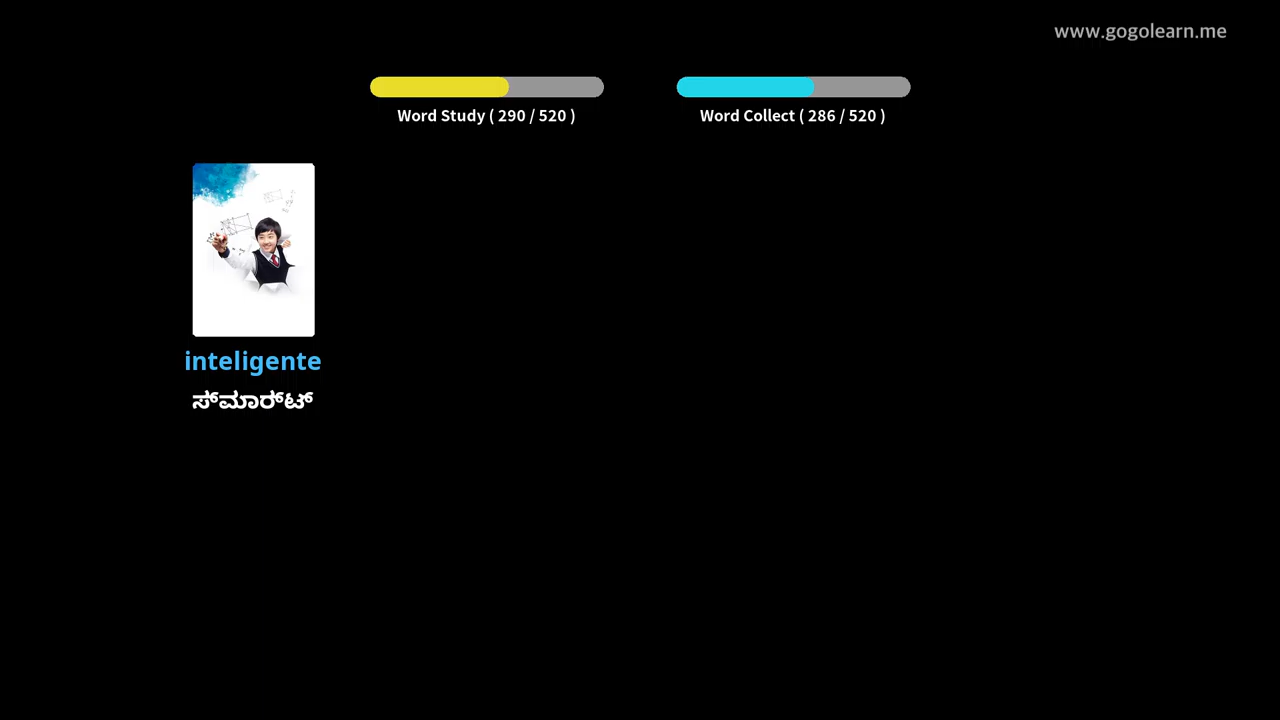 www.gogolearn.me
Word Study ( 290 / 520 )
Word Collect ( 286 / 520 )
inteligente
ಸ್‌ಮಾರ್‌ಟ್